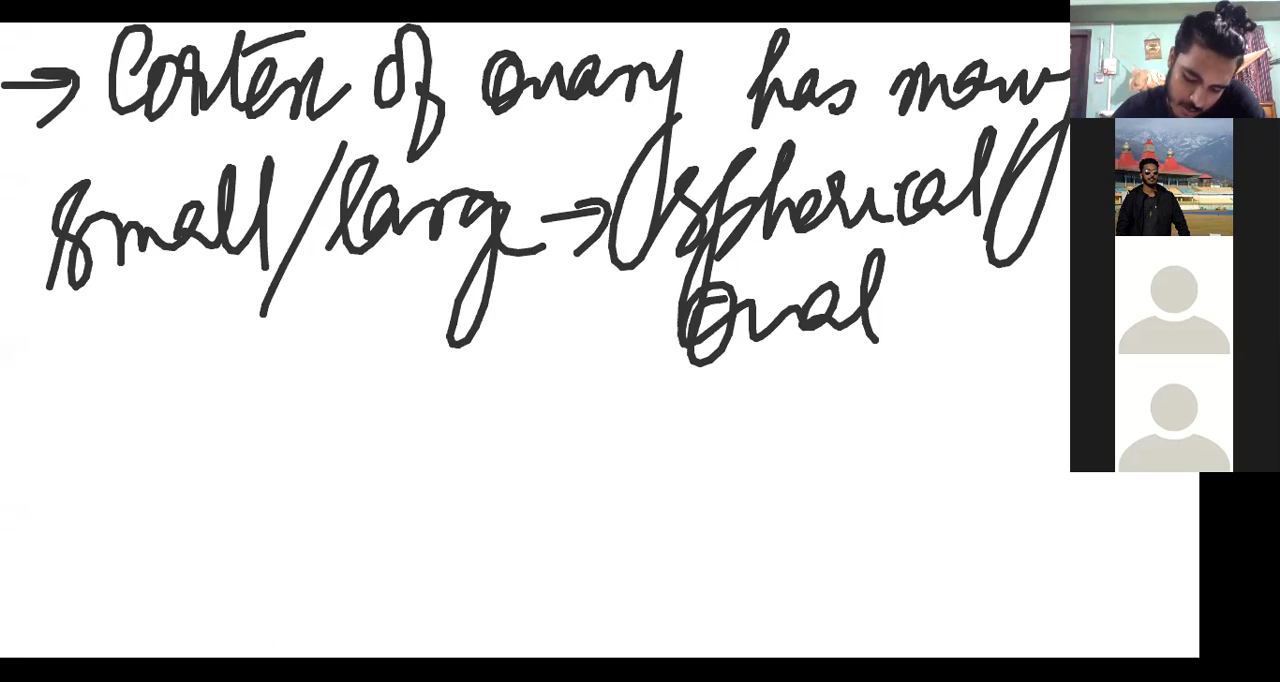 → Cortex of ovary has many
small/large → spherical/
oval